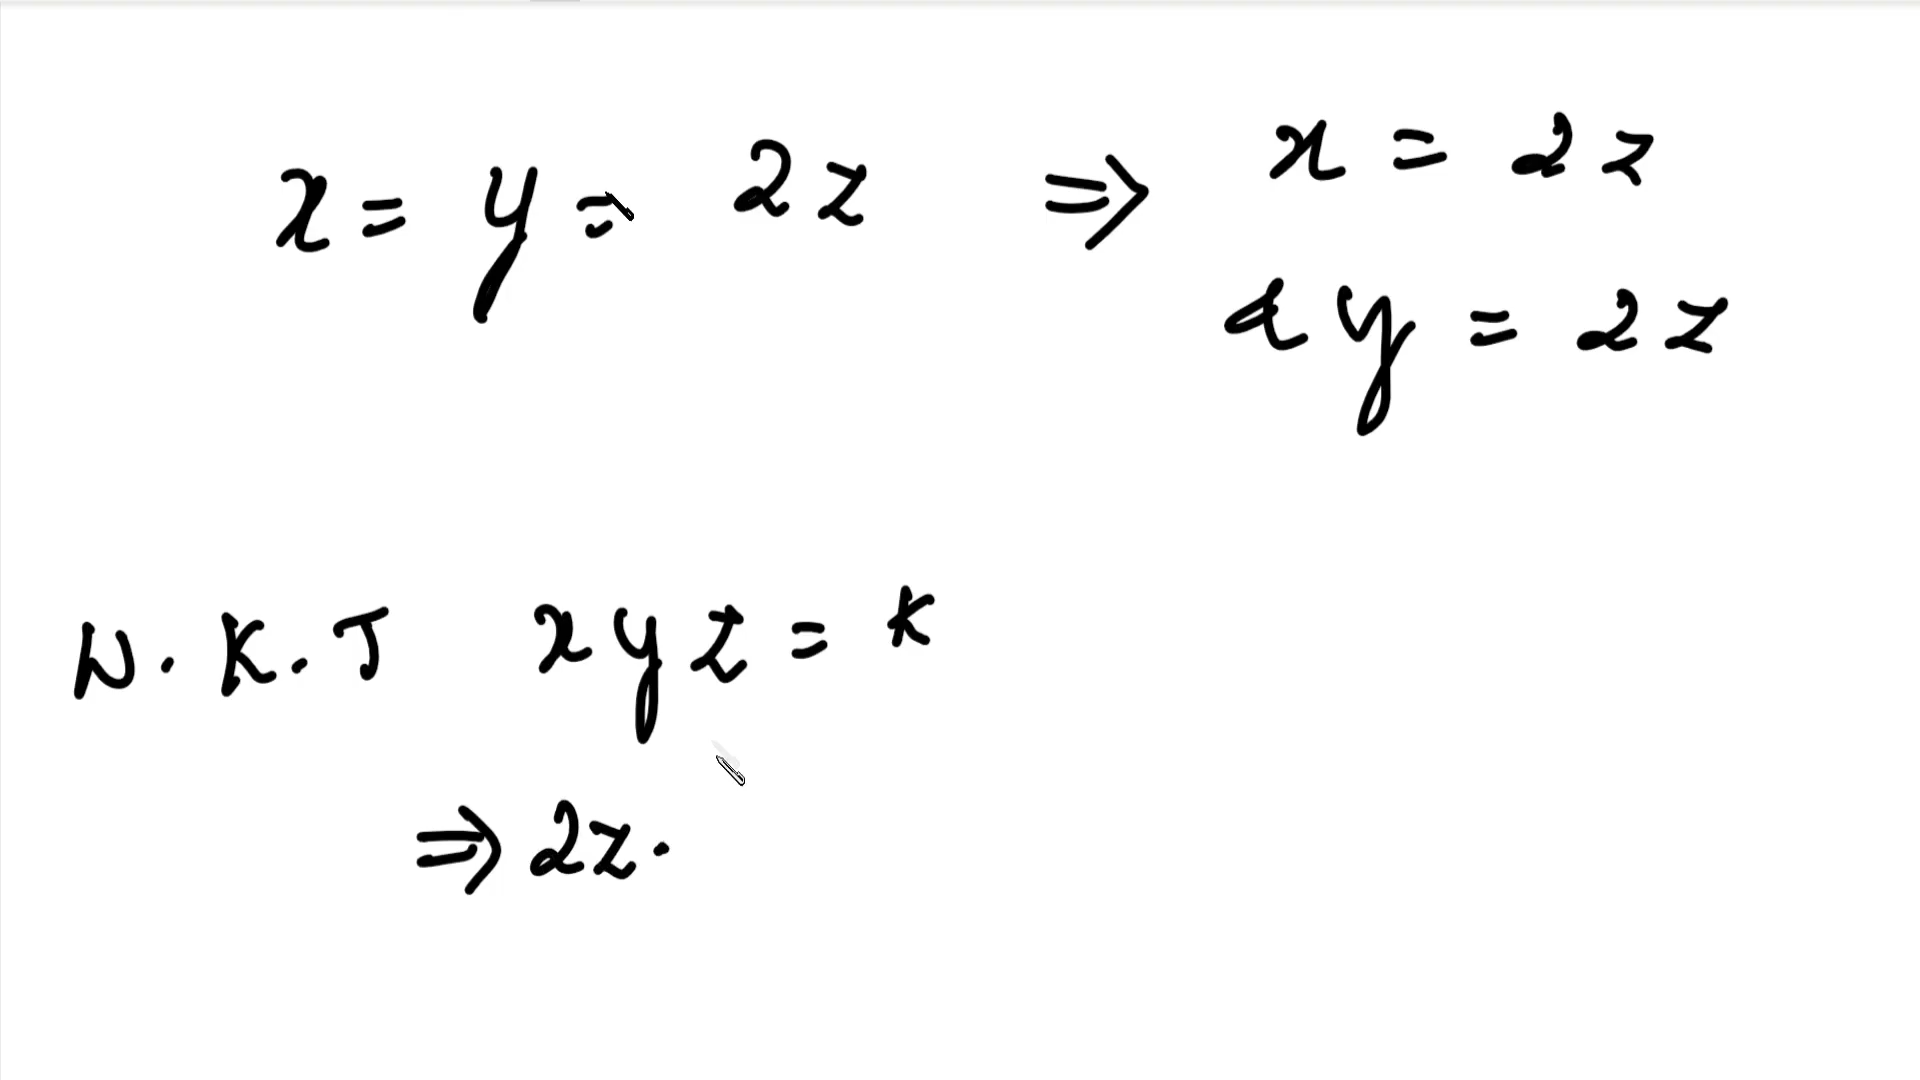 x = y = 2z ⇒ x = 2z
& y = 2z
W.K.T xyz = k
⇒ 2z.